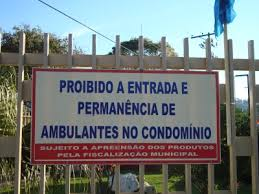 PROIBIDO A ENTRADA E
PERMANÊNCIA DE
AMBULANTES NO CONDOMÍNIO
SUJEITO A APREENSÃO DOS PRODUTOS
PELA FISCALIZAÇÃO MUNICIPAL